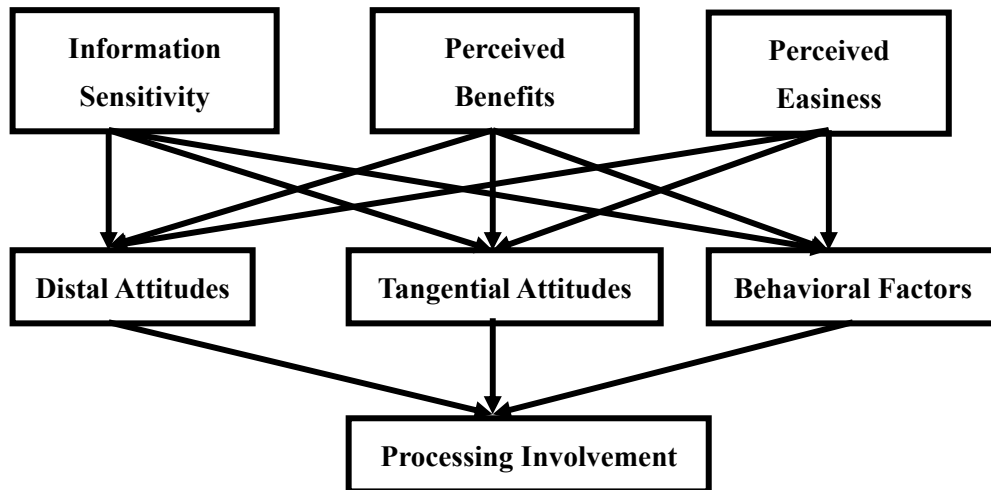 Information
Sensitivity
Perceived
Benefits
Perceived
Easiness
Distal Attitudes
Tangential Attitudes
Behavioral Factors
Processing Involvement